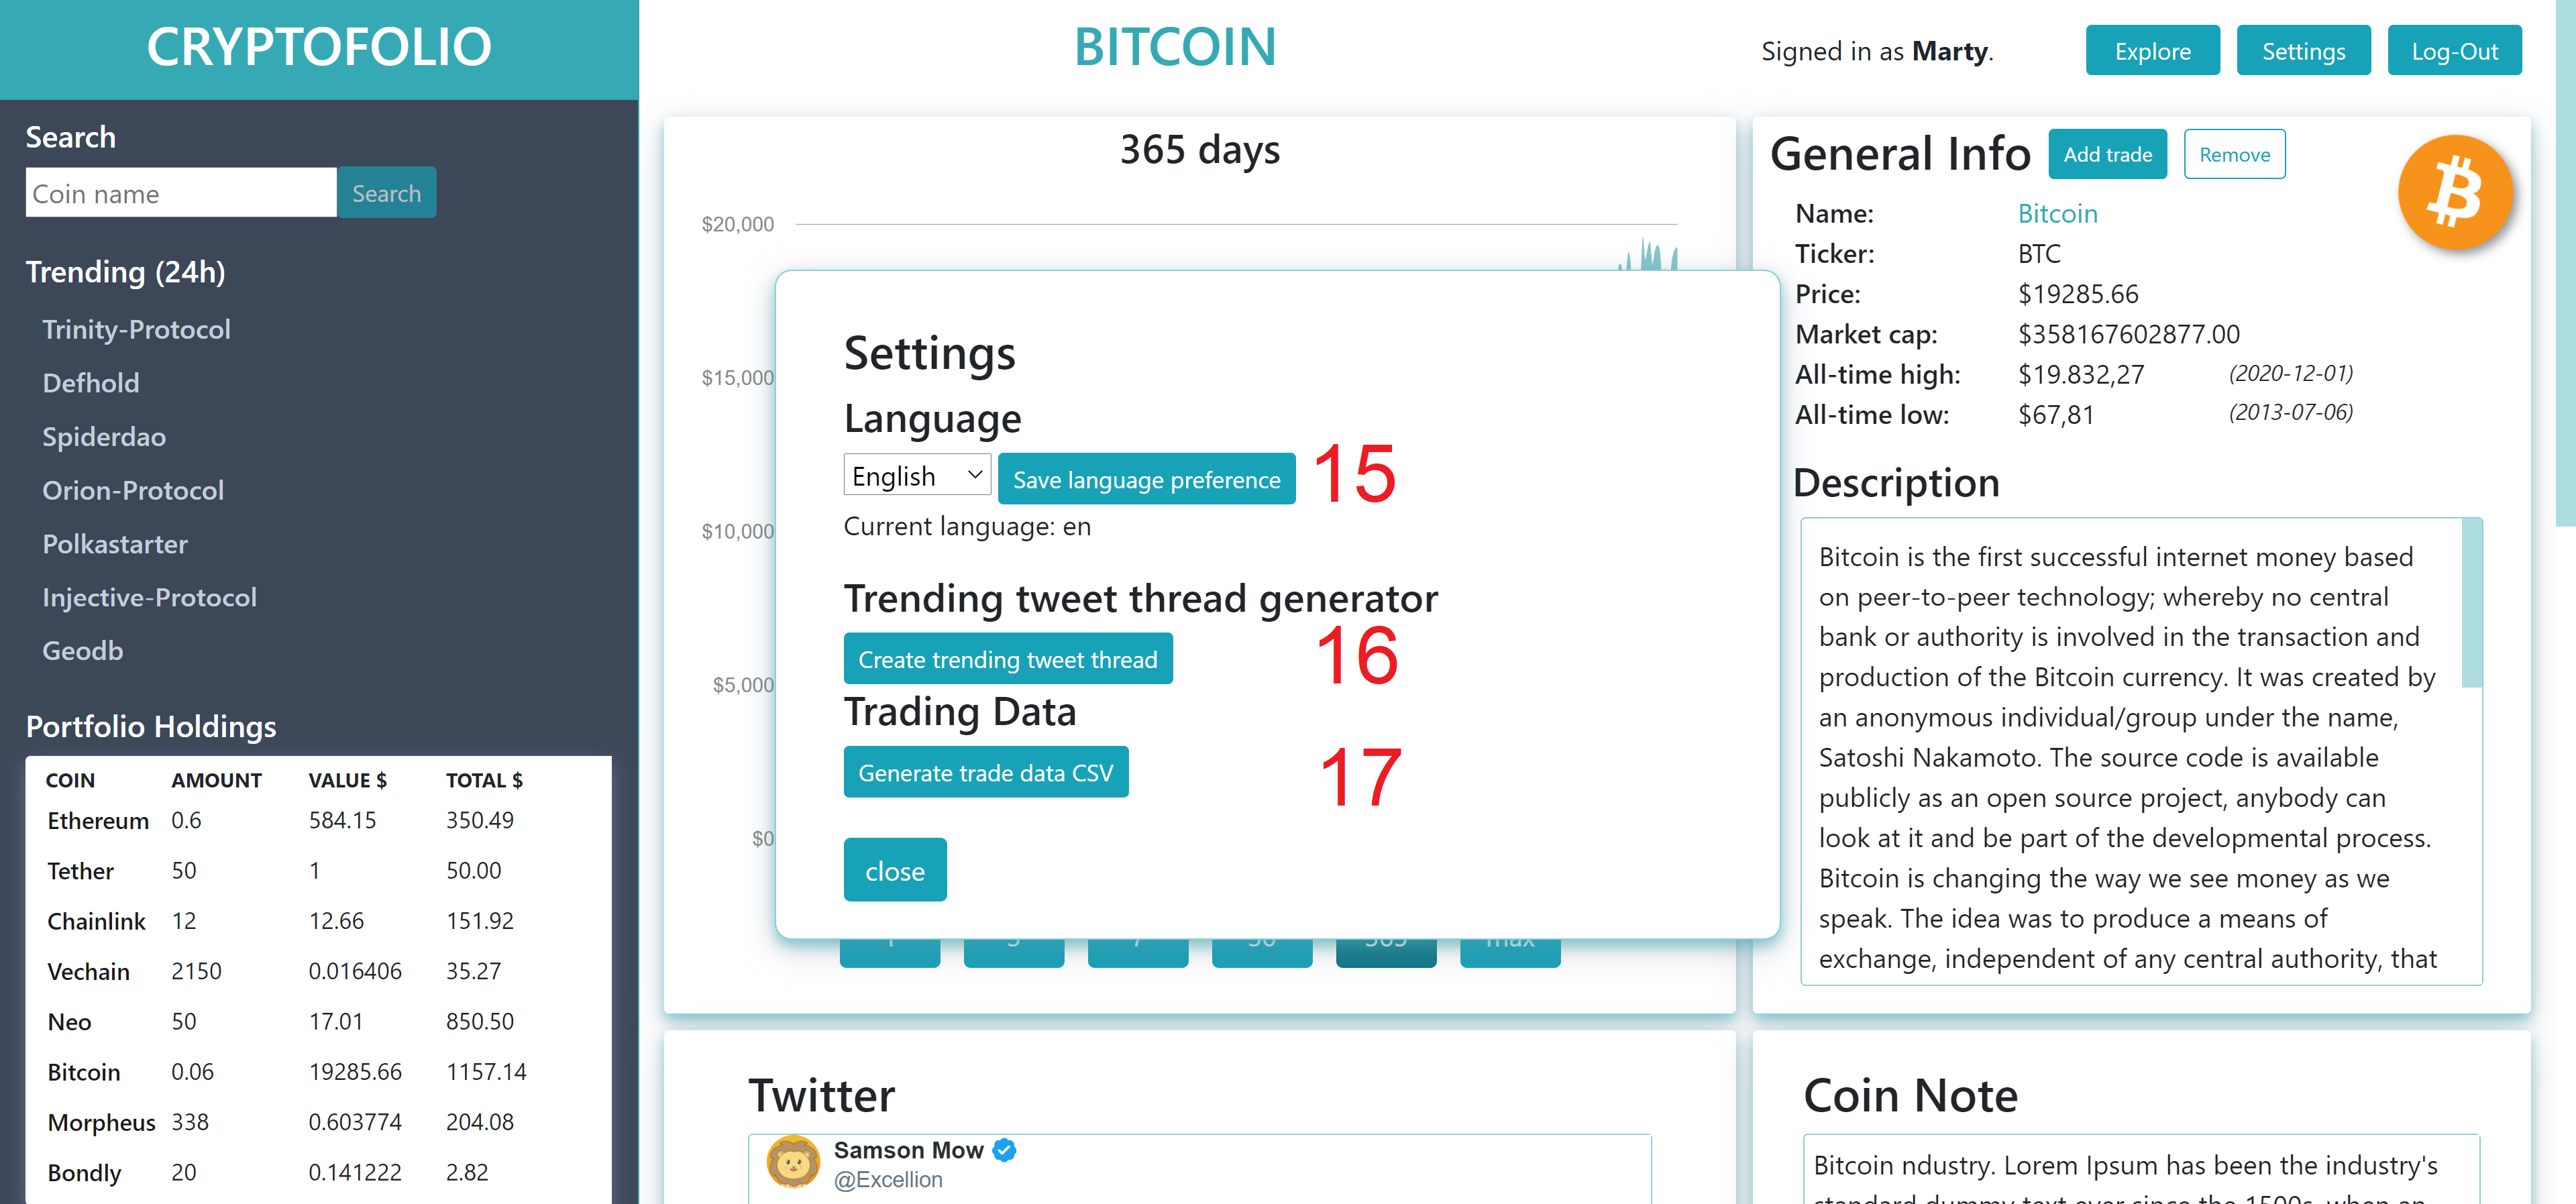 CRYPTOFOLIO
BITCOIN
Signed in as Marty.
Explore
Settings
Log-Out
Search
Coin name
Search
Trending (24h)
Trinity-Protocol
Defhold
Spiderdao
Orion-Protocol
Polkastarter
Injective-Protocol
Geodb
Portfolio Holdings
COIN AMOUNT VALUE $ TOTAL $
Ethereum 0.6 584.15 350.49
Tether 50 1 50.00
Chainlink 12 12.66 151.92
Vechain 2150 0.016406 35.27
Neo 50 17.01 850.50
Bitcoin 0.06 19285.66 1157.14
Morpheus 338 0.603774 204.08
Bondly 20 0.141222 2.82
365 days
$20,000
$15,000
$10,000
$5,000
$0
Settings
Language
English Save language preference 15
Current language: en
Trending tweet thread generator
Create trending tweet thread 16
Trading Data
Generate trade data CSV 17
close
365
max
General Info Add trade Remove
Name: Bitcoin
Ticker: BTC
Price: $19285.66
Market cap: $358167602877.00
All-time high: $19.832,27 (2020-12-01)
All-time low: $67,81 (2013-07-06)
Description
Bitcoin is the first successful internet money based
on peer-to-peer technology; whereby no central
bank or authority is involved in the transaction and
production of the Bitcoin currency. It was created by
an anonymous individual/group under the name,
Satoshi Nakamoto. The source code is available
publicly as an open source project, anybody can
look at it and be part of the developmental process.
Bitcoin is changing the way we see money as we
speak. The idea was to produce a means of
exchange, independent of any central authority, that
Twitter
Samson Mow
@Excellion
Coin Note
Bitcoin ndustry. Lorem Ipsum has been the industry's
standard dummy text ever since the 1500s, when an